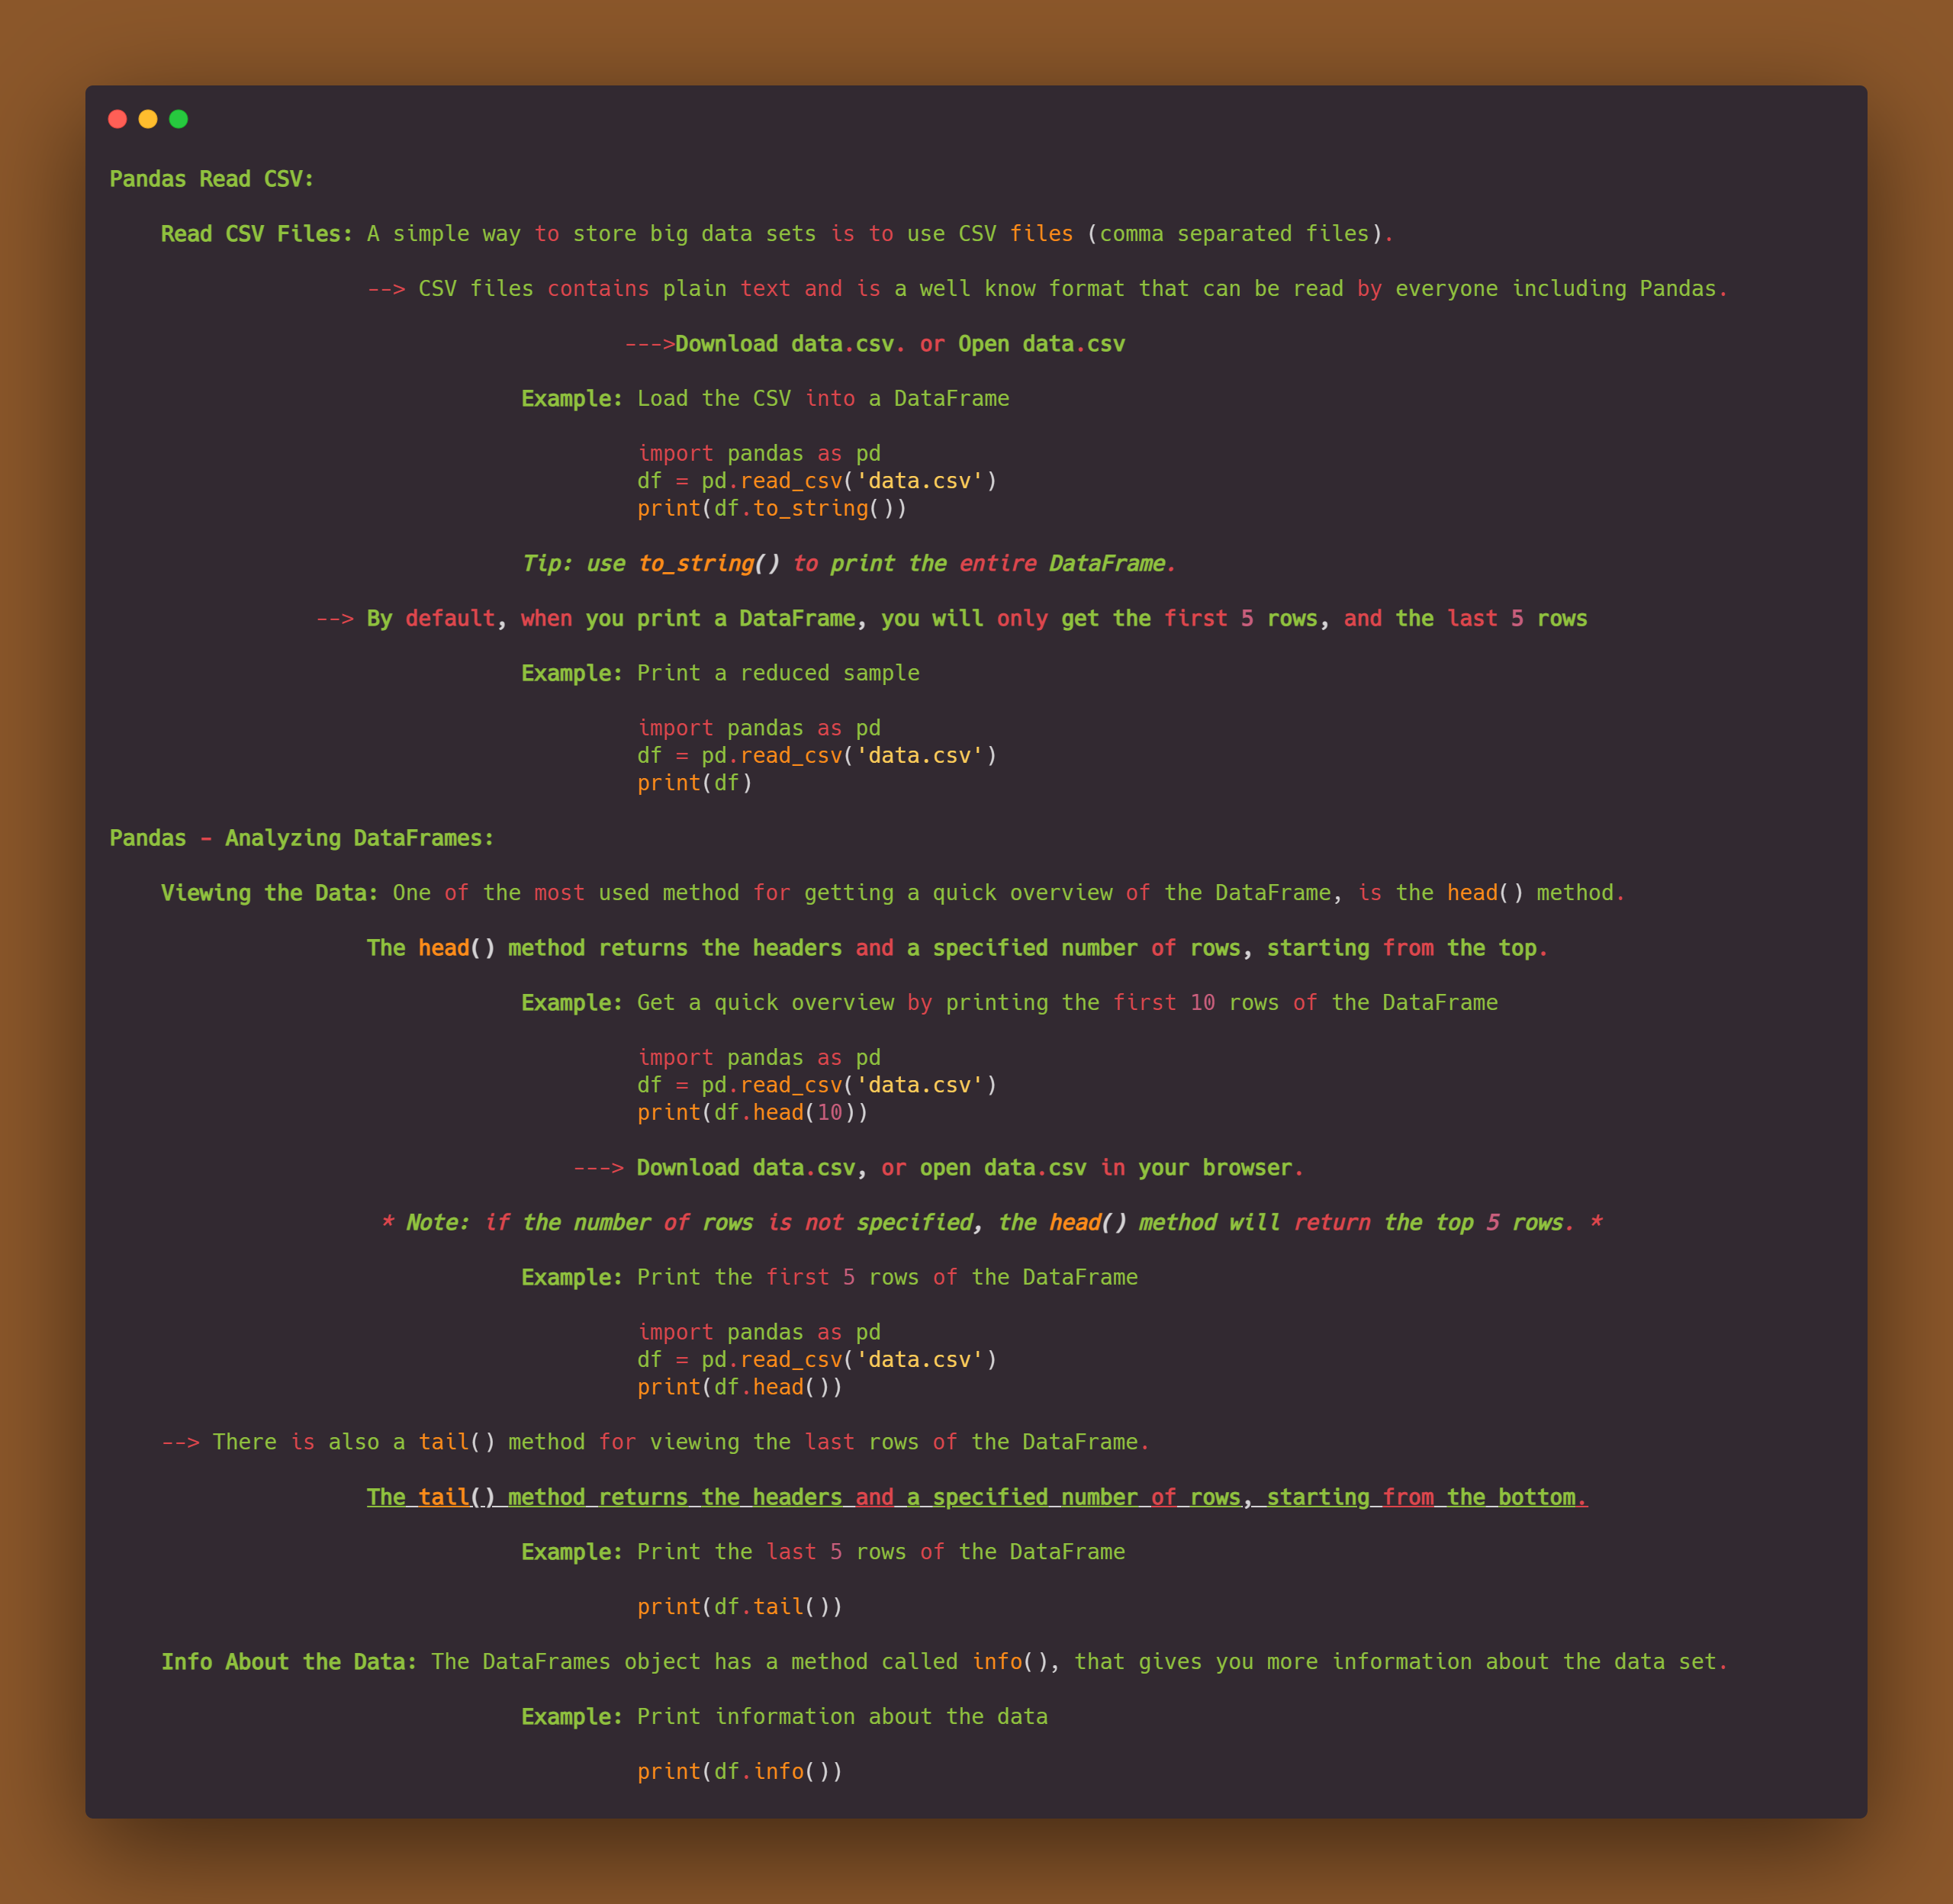 Pandas Read CSV:
Read CSV Files: A simple way to store big data sets is to use CSV files (comma separated files).
--> CSV files contains plain text and is a well know format that can be read by everyone including Pandas.
--->Download data.csv. or Open data.csv
Example: Load the CSV into a DataFrame
import pandas as pd
df = pd.read_csv('data.csv')
print(df.to_string())
Tip: use to_string() to print the entire DataFrame.
--> By default, when you print a DataFrame, you will only get the first 5 rows, and the last 5 rows
Example: Print a reduced sample
import pandas as pd
df = pd.read_csv('data.csv')
print(df)
Pandas - Analyzing DataFrames:
Viewing the Data: One of the most used method for getting a quick overview of the DataFrame, is the head() method.
The head() method returns the headers and a specified number of rows, starting from the top.
Example: Get a quick overview by printing the first 10 rows of the DataFrame
import pandas as pd
df = pd.read_csv('data.csv')
print(df.head(10))
---> Download data.csv, or open data.csv in your browser.
* Note: if the number of rows is not specified, the head() method will return the top 5 rows. *
Example: Print the first 5 rows of the DataFrame
import pandas as pd
df = pd.read_csv('data.csv')
print(df.head())
--> There is also a tail() method for viewing the last rows of the DataFrame.
The tail() method returns the headers and a specified number of rows, starting from the bottom.
Example: Print the last 5 rows of the DataFrame
print(df.tail())
Info About the Data: The DataFrames object has a method called info(), that gives you more information about the data set.
Example: Print information about the data
print(df.info())